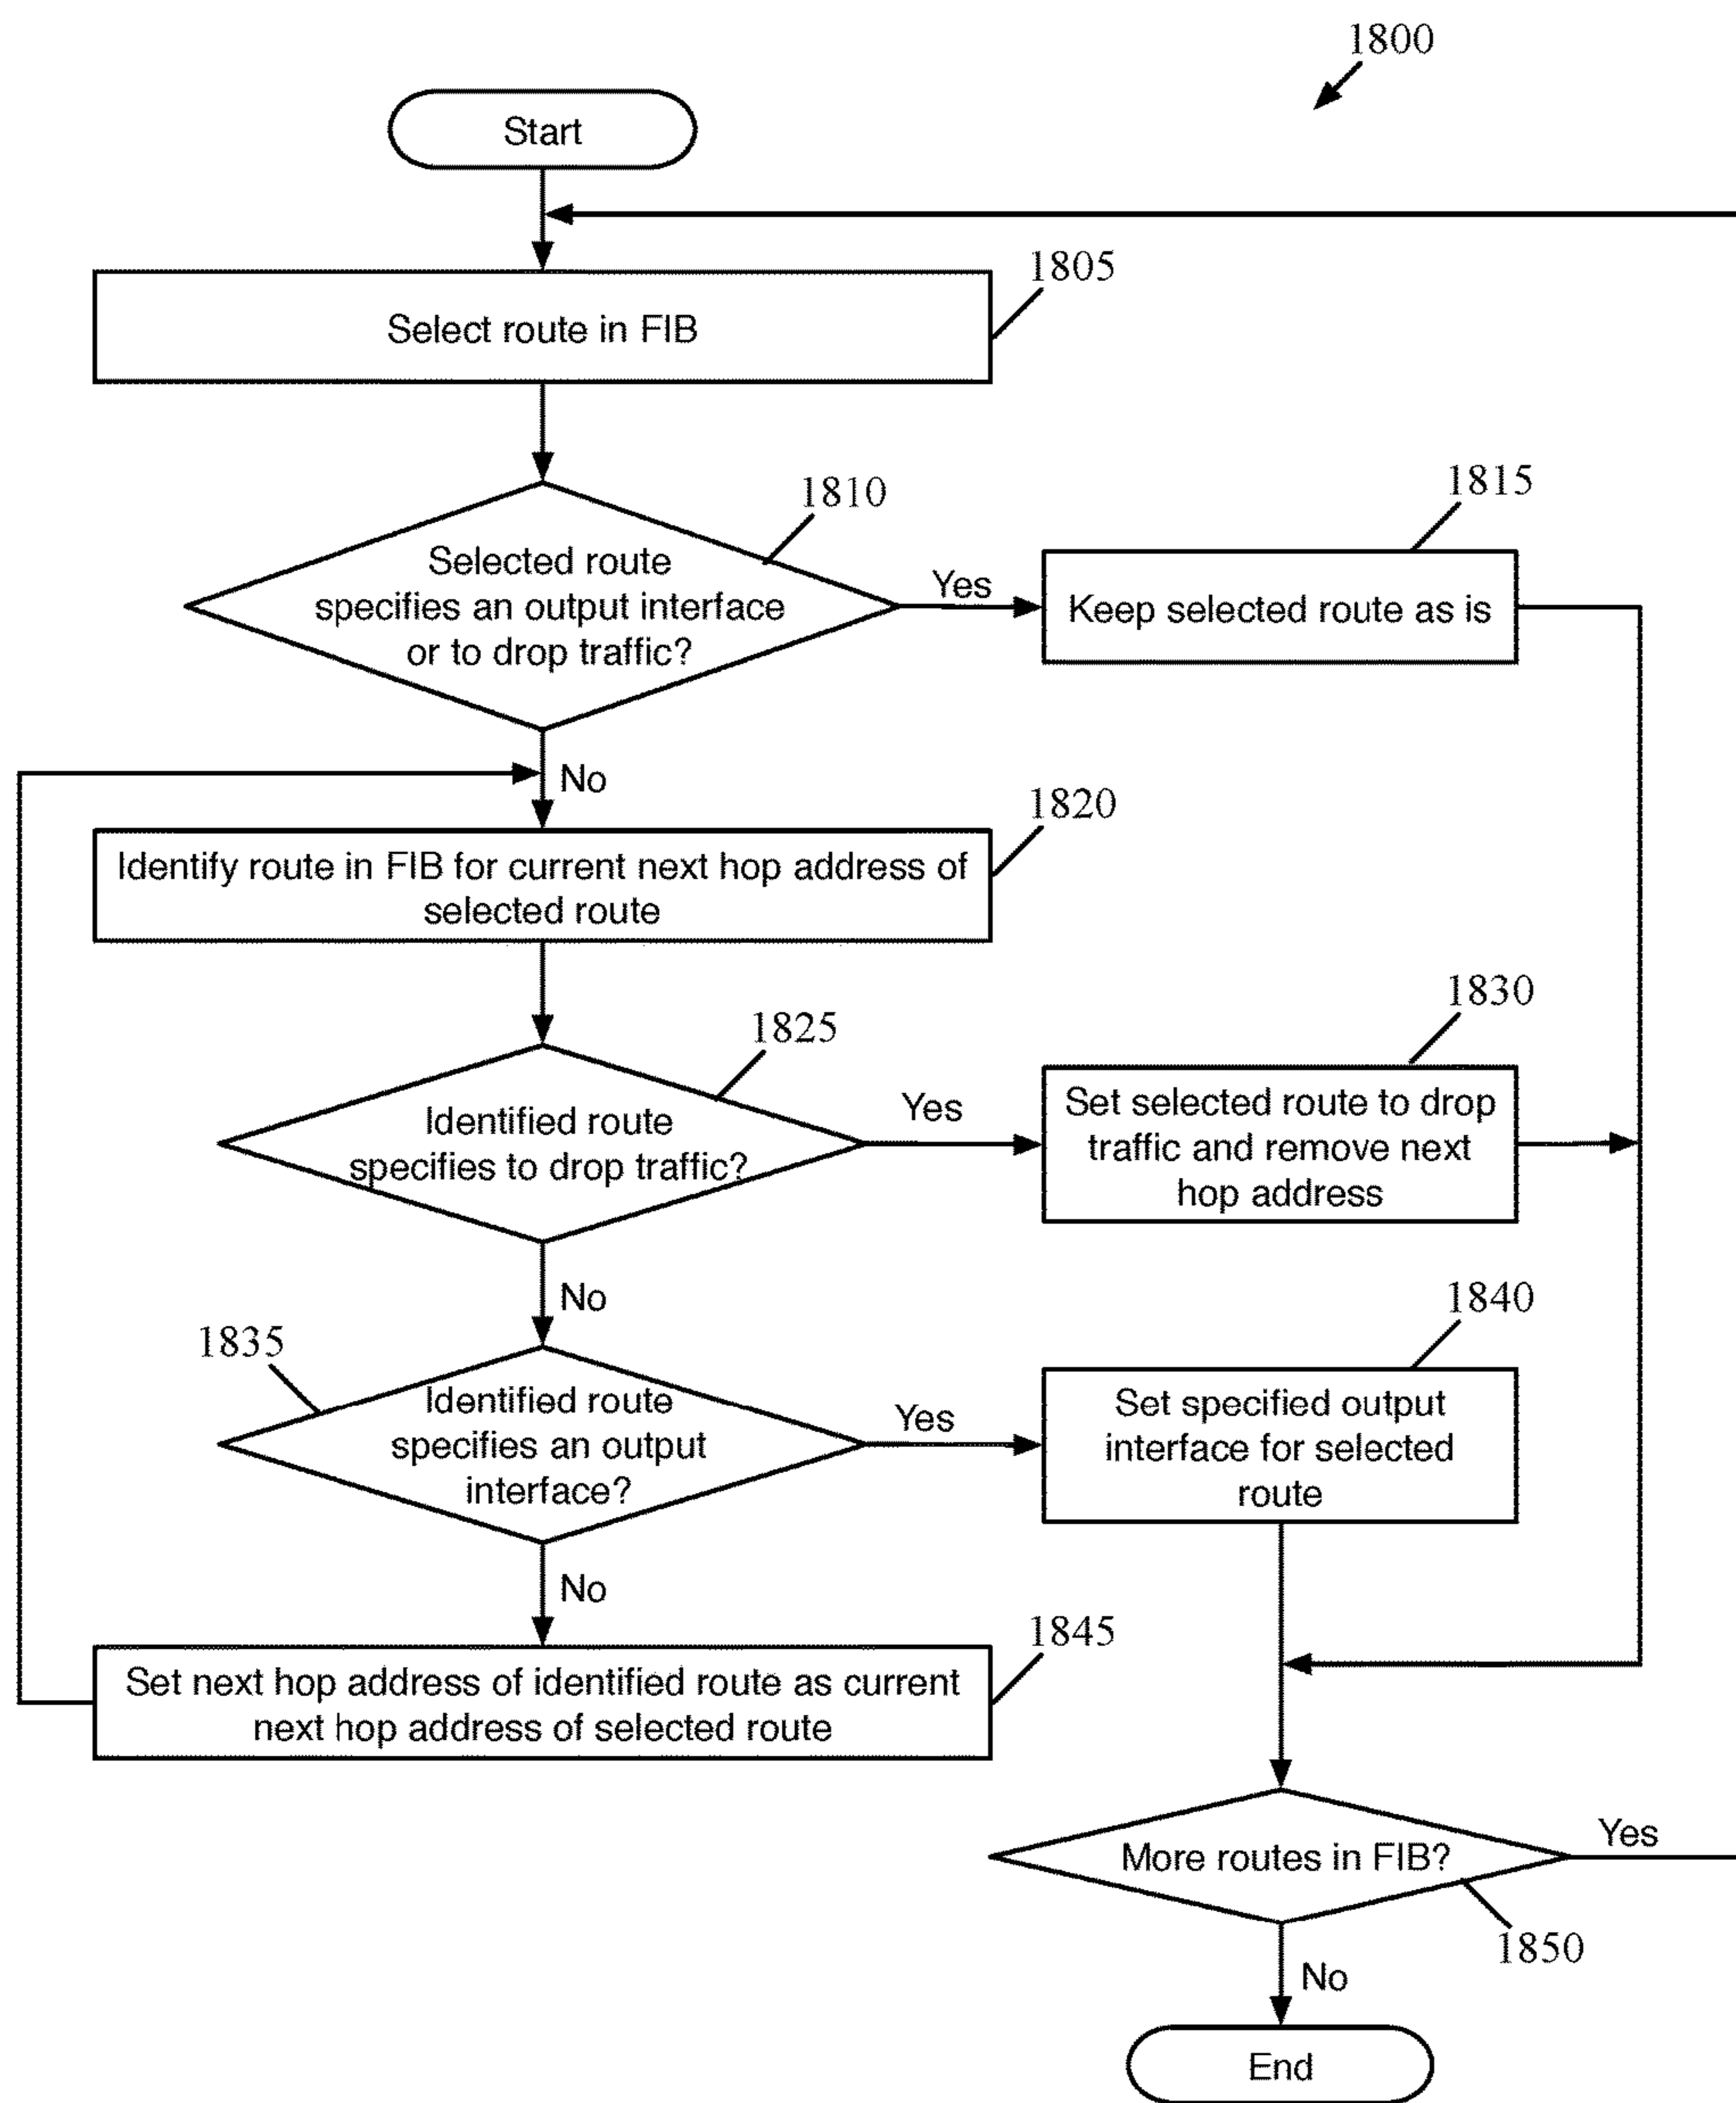 1800
Start
1805
Select route in FIB
1810
Selected route
specifies an output interface
or to drop traffic?
Yes
1815
Keep selected route as is
No
1820
Identify route in FIB for current next hop address of
selected route
1825
Identified route
specifies to drop traffic?
Yes
1830
Set selected route to drop
traffic and remove next
hop address
No
1835
Identified route
specifies an output
interface?
Yes
1840
Set specified output
interface for selected
route
No
1845
Set next hop address of identified route as current
next hop address of selected route
More routes in FIB?
Yes
1850
No
End